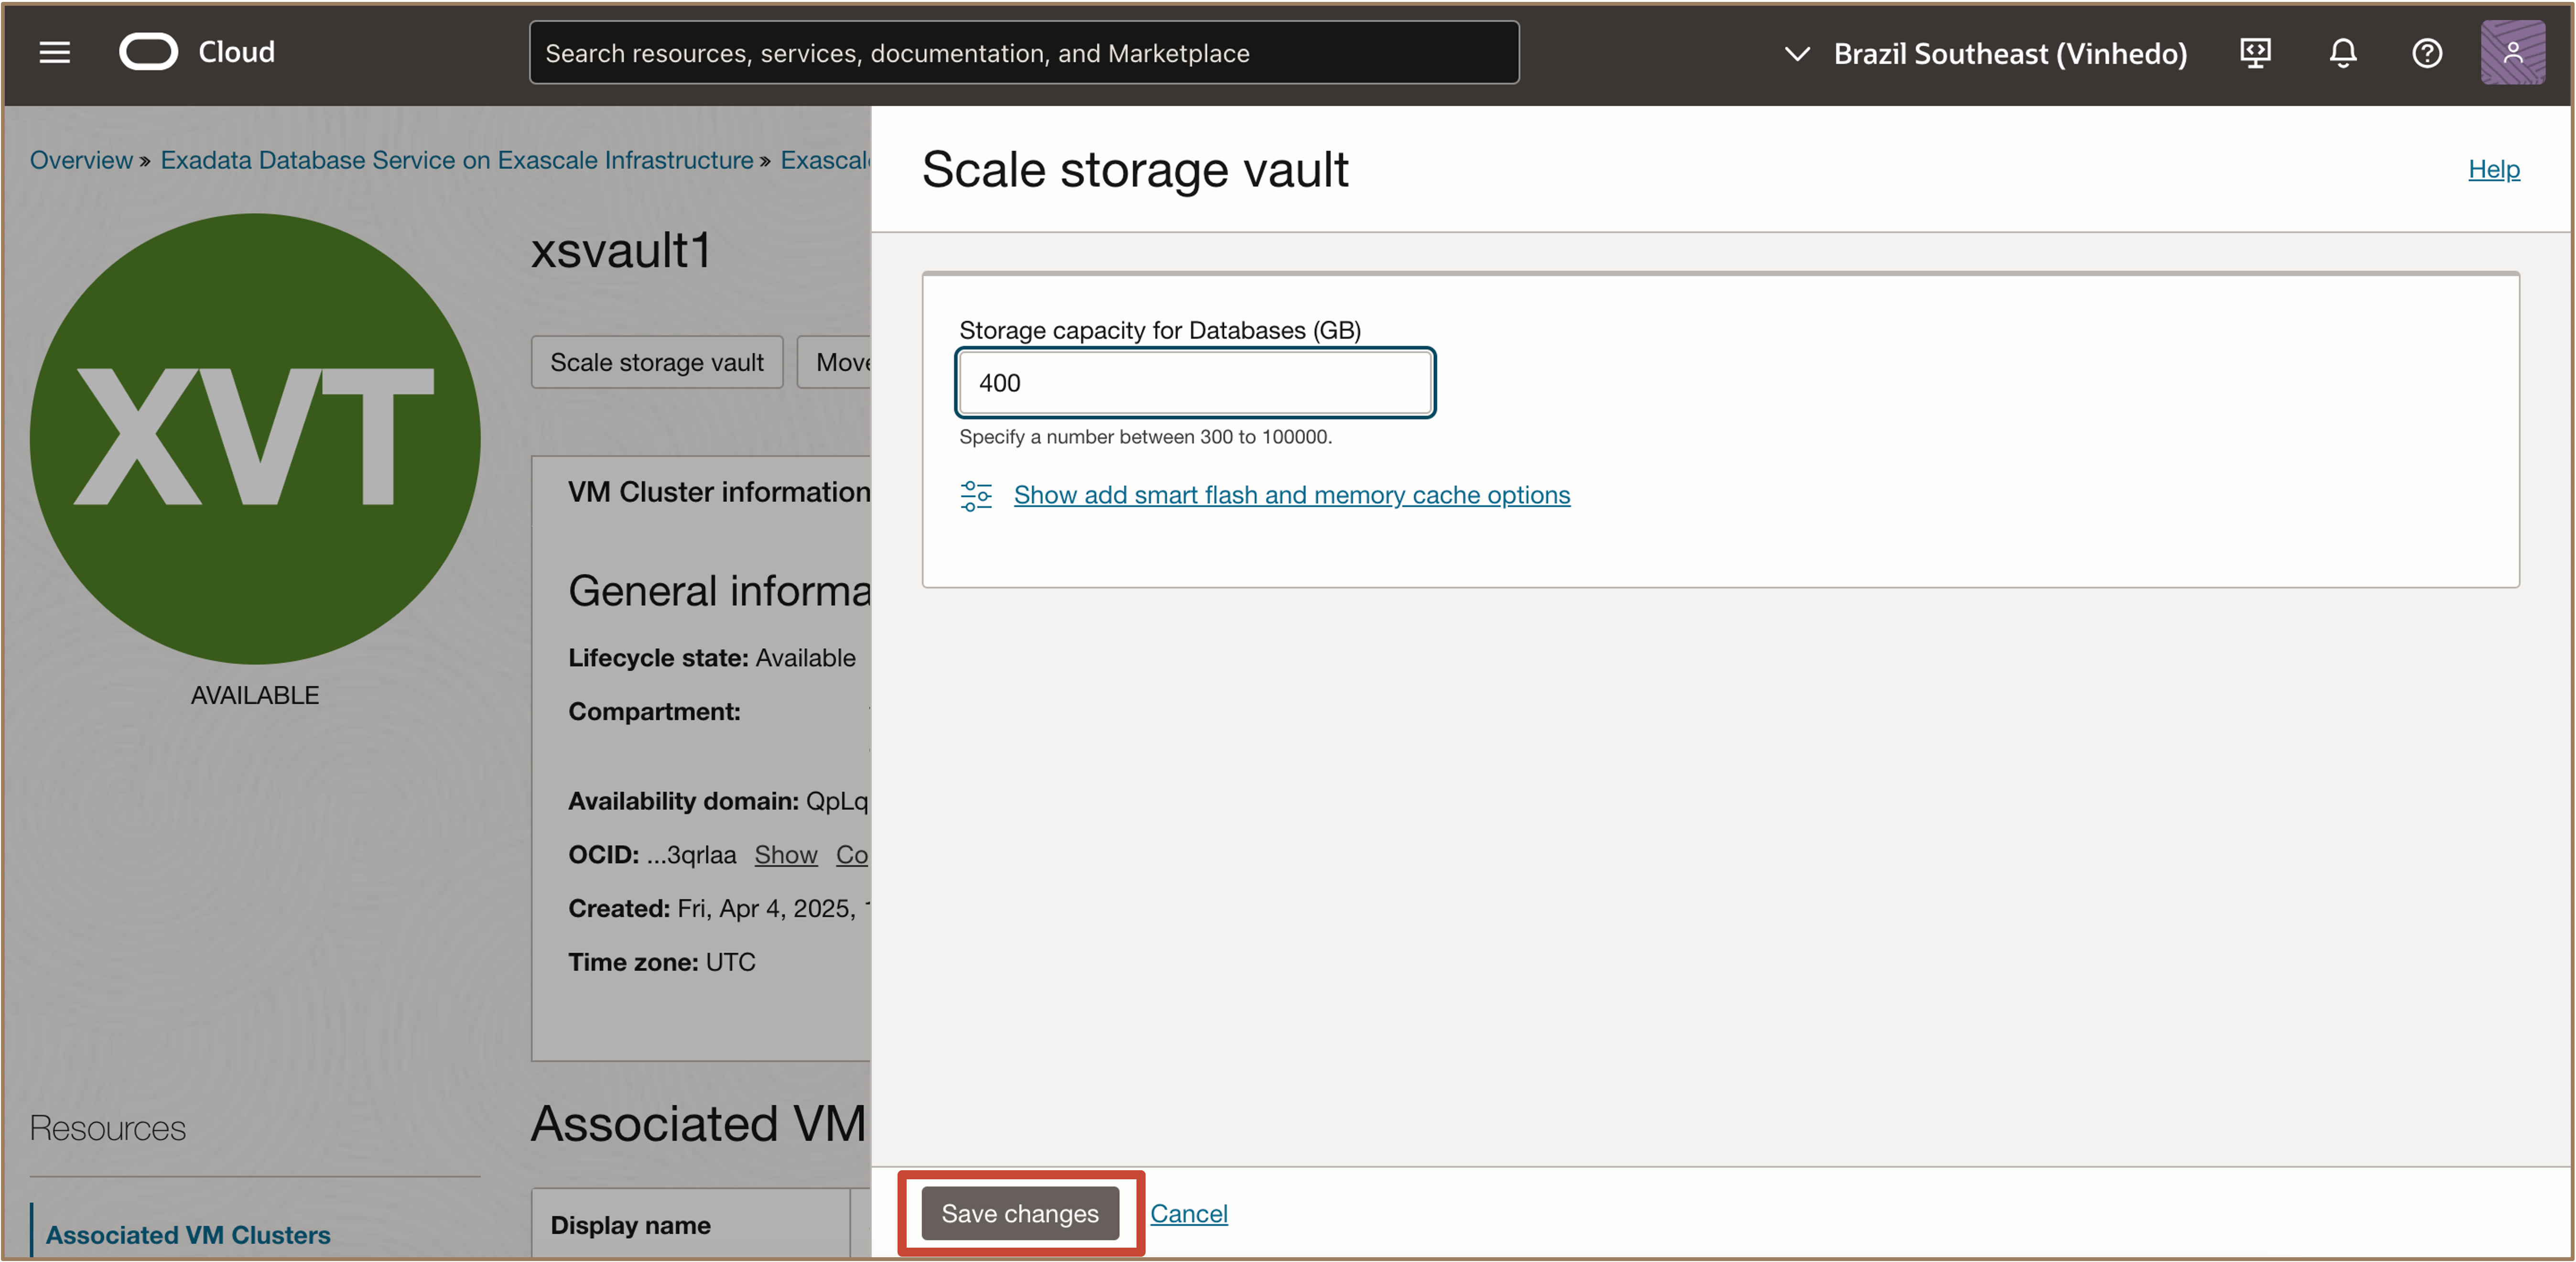 Cloud
Search resources, services, documentation, and Marketplace
Brazil Southeast (Vinhedo)
Overview » Exadata Database Service on Exascale Infrastructure » Exascal
XVT
AVAILABLE
xsvault1
Scale storage vault
Move
VM Cluster information
General informa
Lifecycle state: Available
Compartment:
Availability domain: QpLq
OCID: ...3qrlaa Show Co
Created: Fri, Apr 4, 2025,
Time zone: UTC
Resources
Associated VM Clusters
Associated VM
Display name
Scale storage vault
Help
Storage capacity for Databases (GB)
400
Specify a number between 300 to 100000.
Show add smart flash and memory cache options
Save changes
Cancel